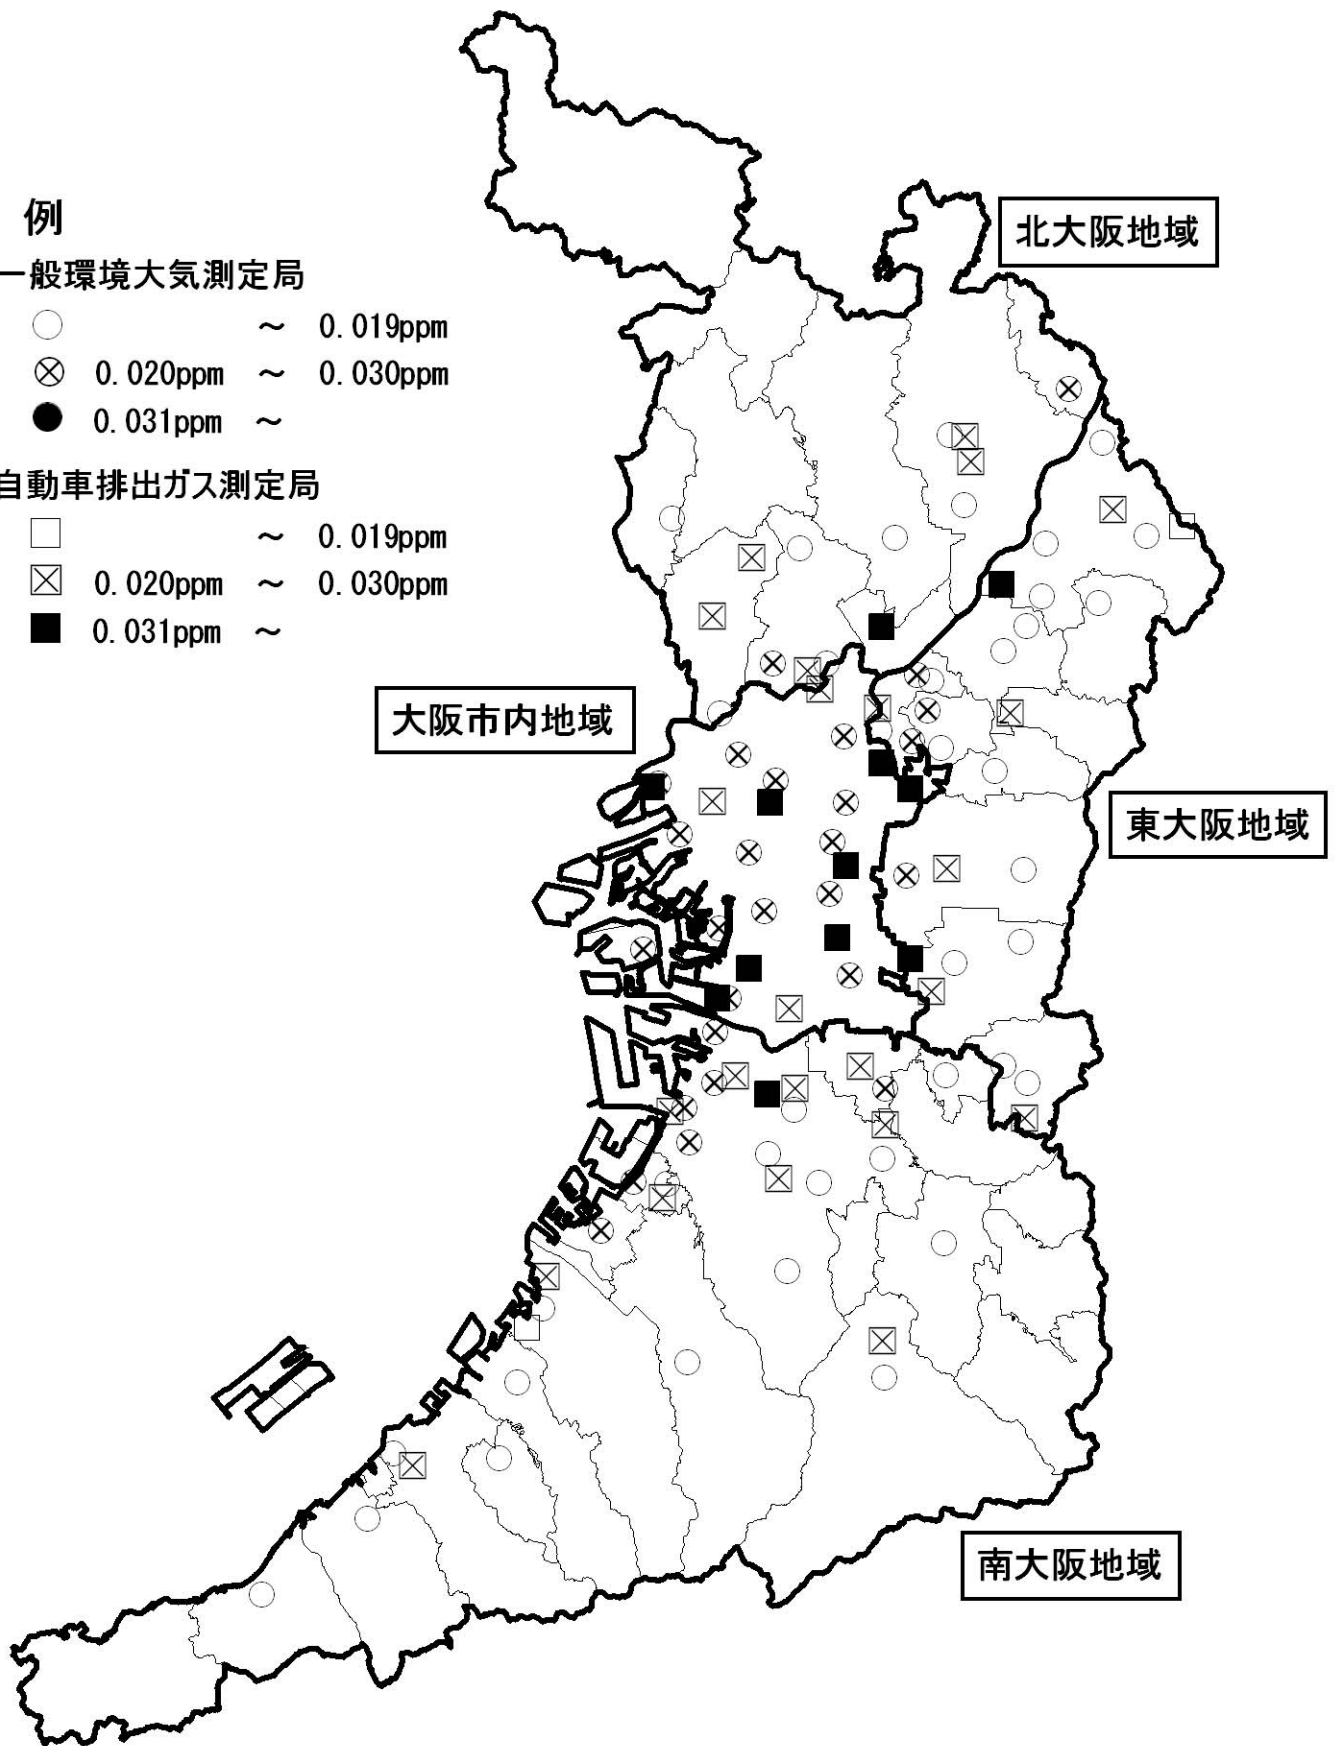 例
一般環境大気測定局
～ 0.019ppm
0.020ppm ～ 0.030ppm
0.031ppm ～
自動車排出ガス測定局
～ 0.019ppm
0.020ppm ～ 0.030ppm
0.031ppm ～
北大阪地域
大阪市内地域
東大阪地域
南大阪地域